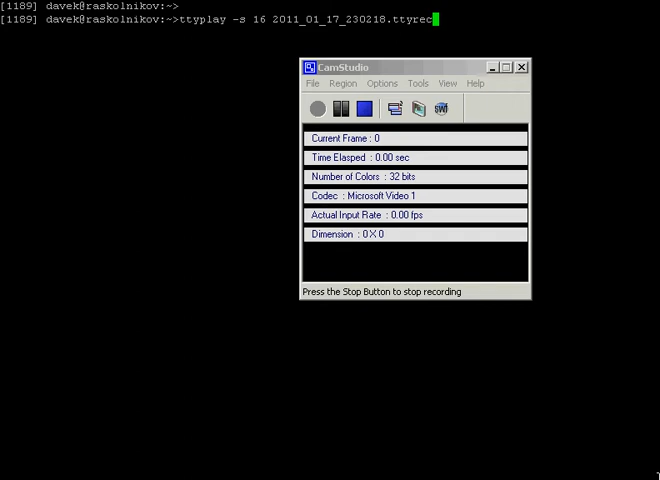 [1189] davek@raskolnikov:~>
[1189] davek@raskolnikov:~>ttyplay -s 16 2011_01_17_230218.ttyrec
CamStudio
File Region Options Tools View Help
SWF
Current Frame : 0
Time Elasped : 0.00 sec
Number of Colors : 32 bits
Codec : Microsoft Video 1
Actual Input Rate : 0.00 fps
Dimension : 0 X 0
Press the Stop Button to stop recording